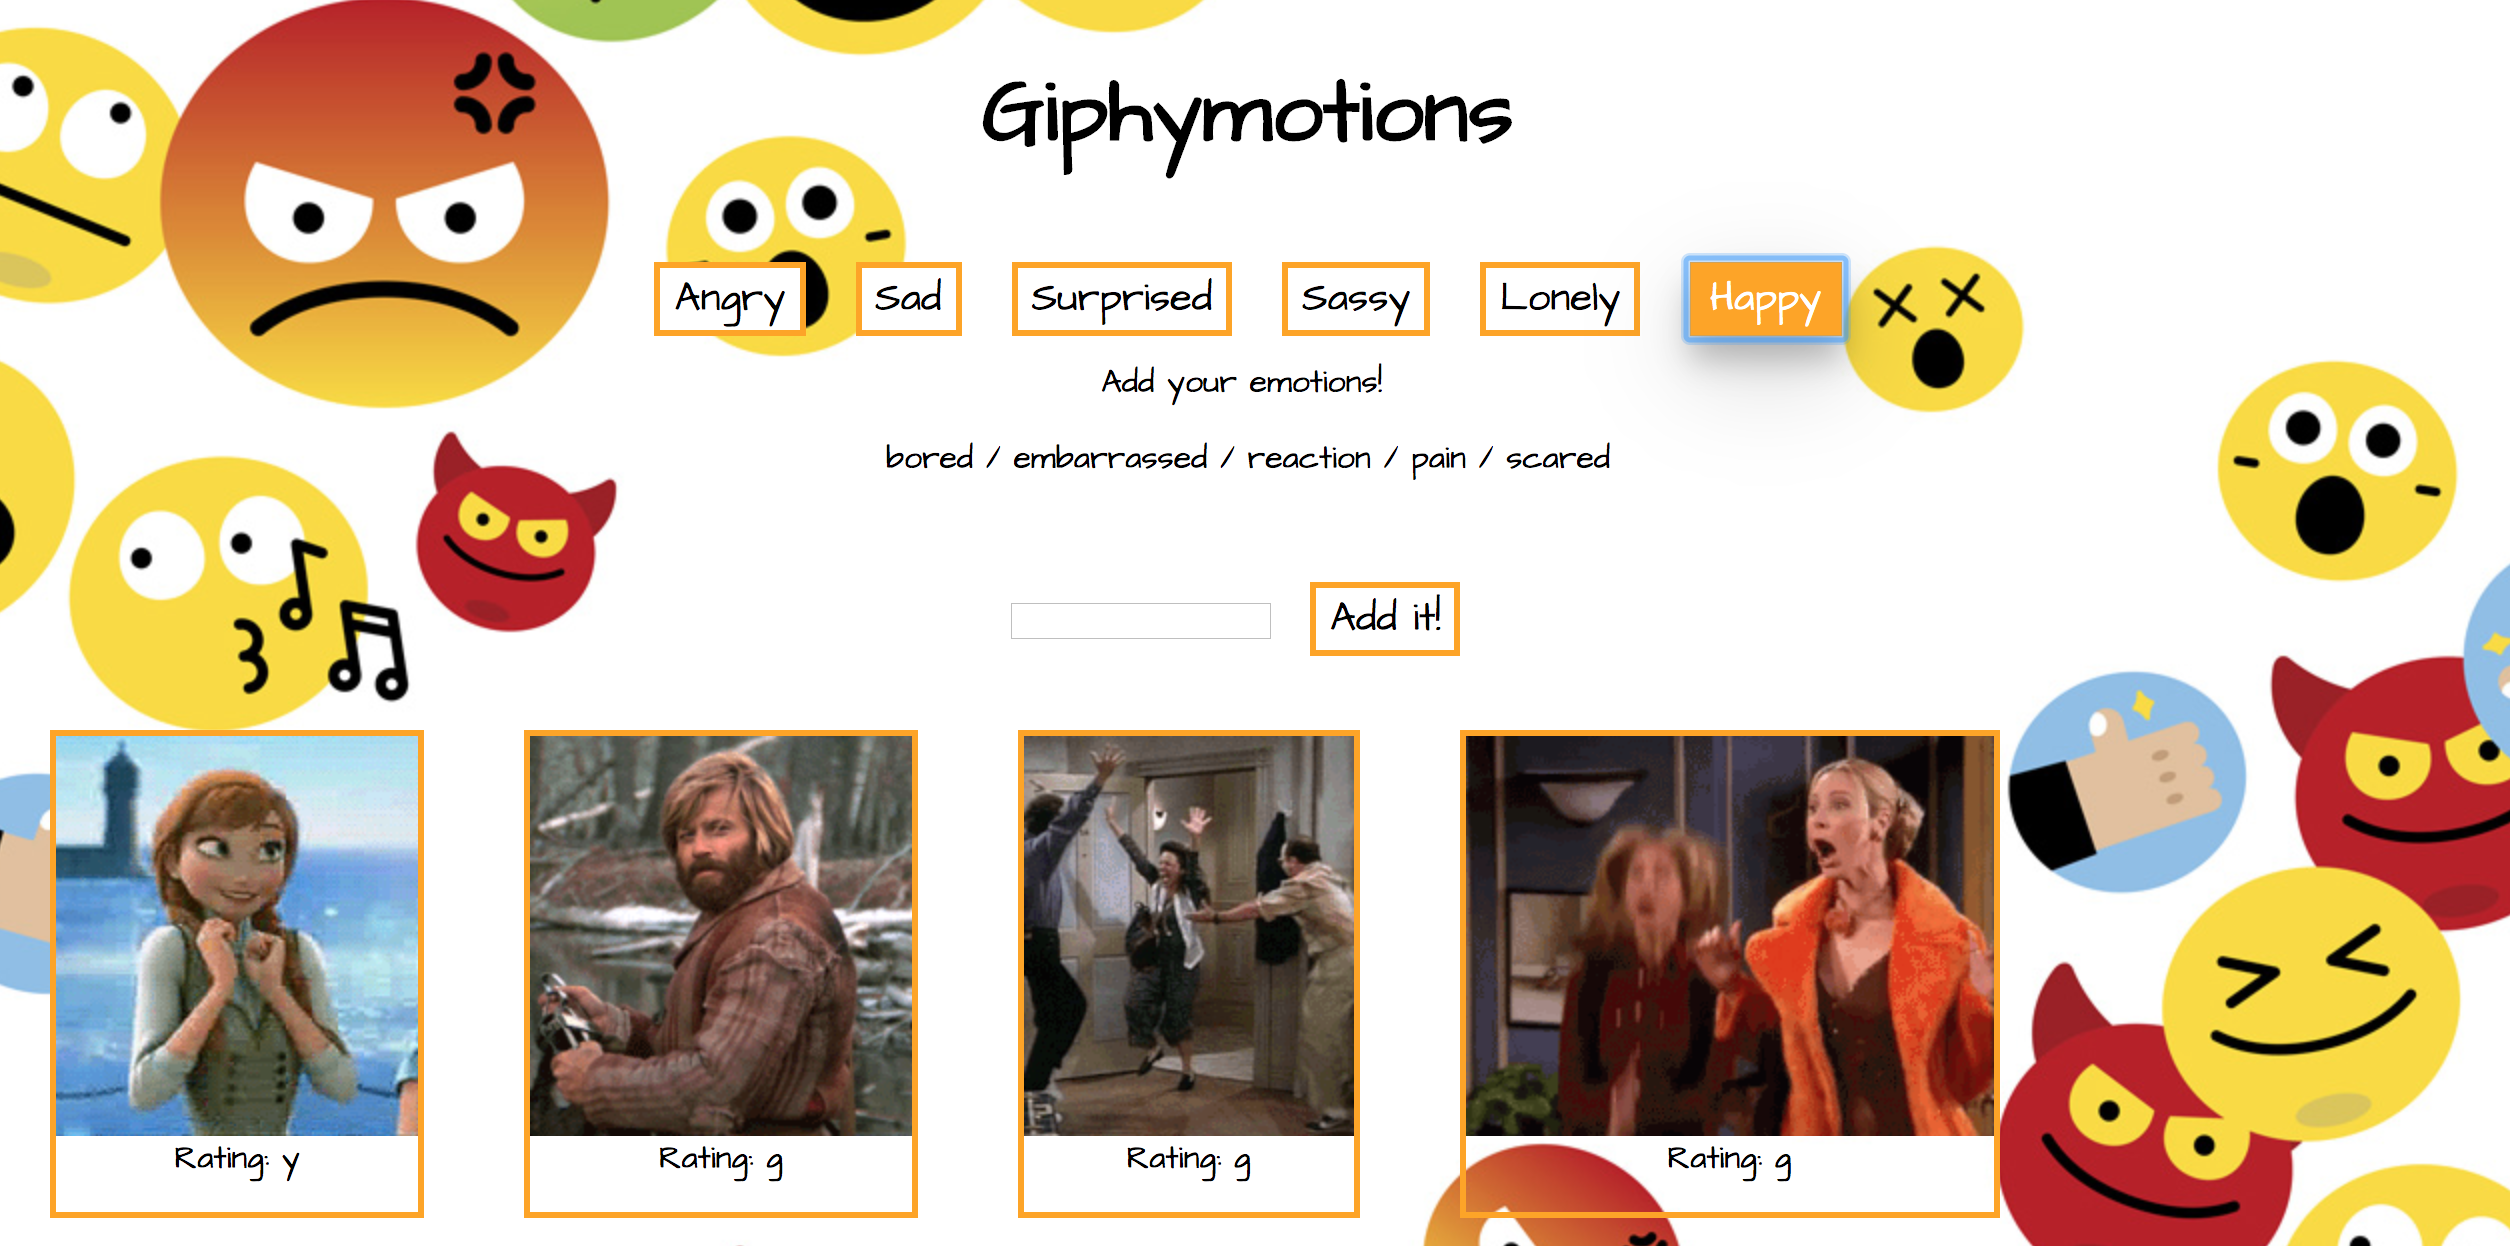 Giphymotions
Angry Sad Surprised Sassy Lonely Happy
Add your emotions!
bored / embarrassed / reaction / pain / scared
Add it!
Rating: y Rating: g Rating: g Rating: g